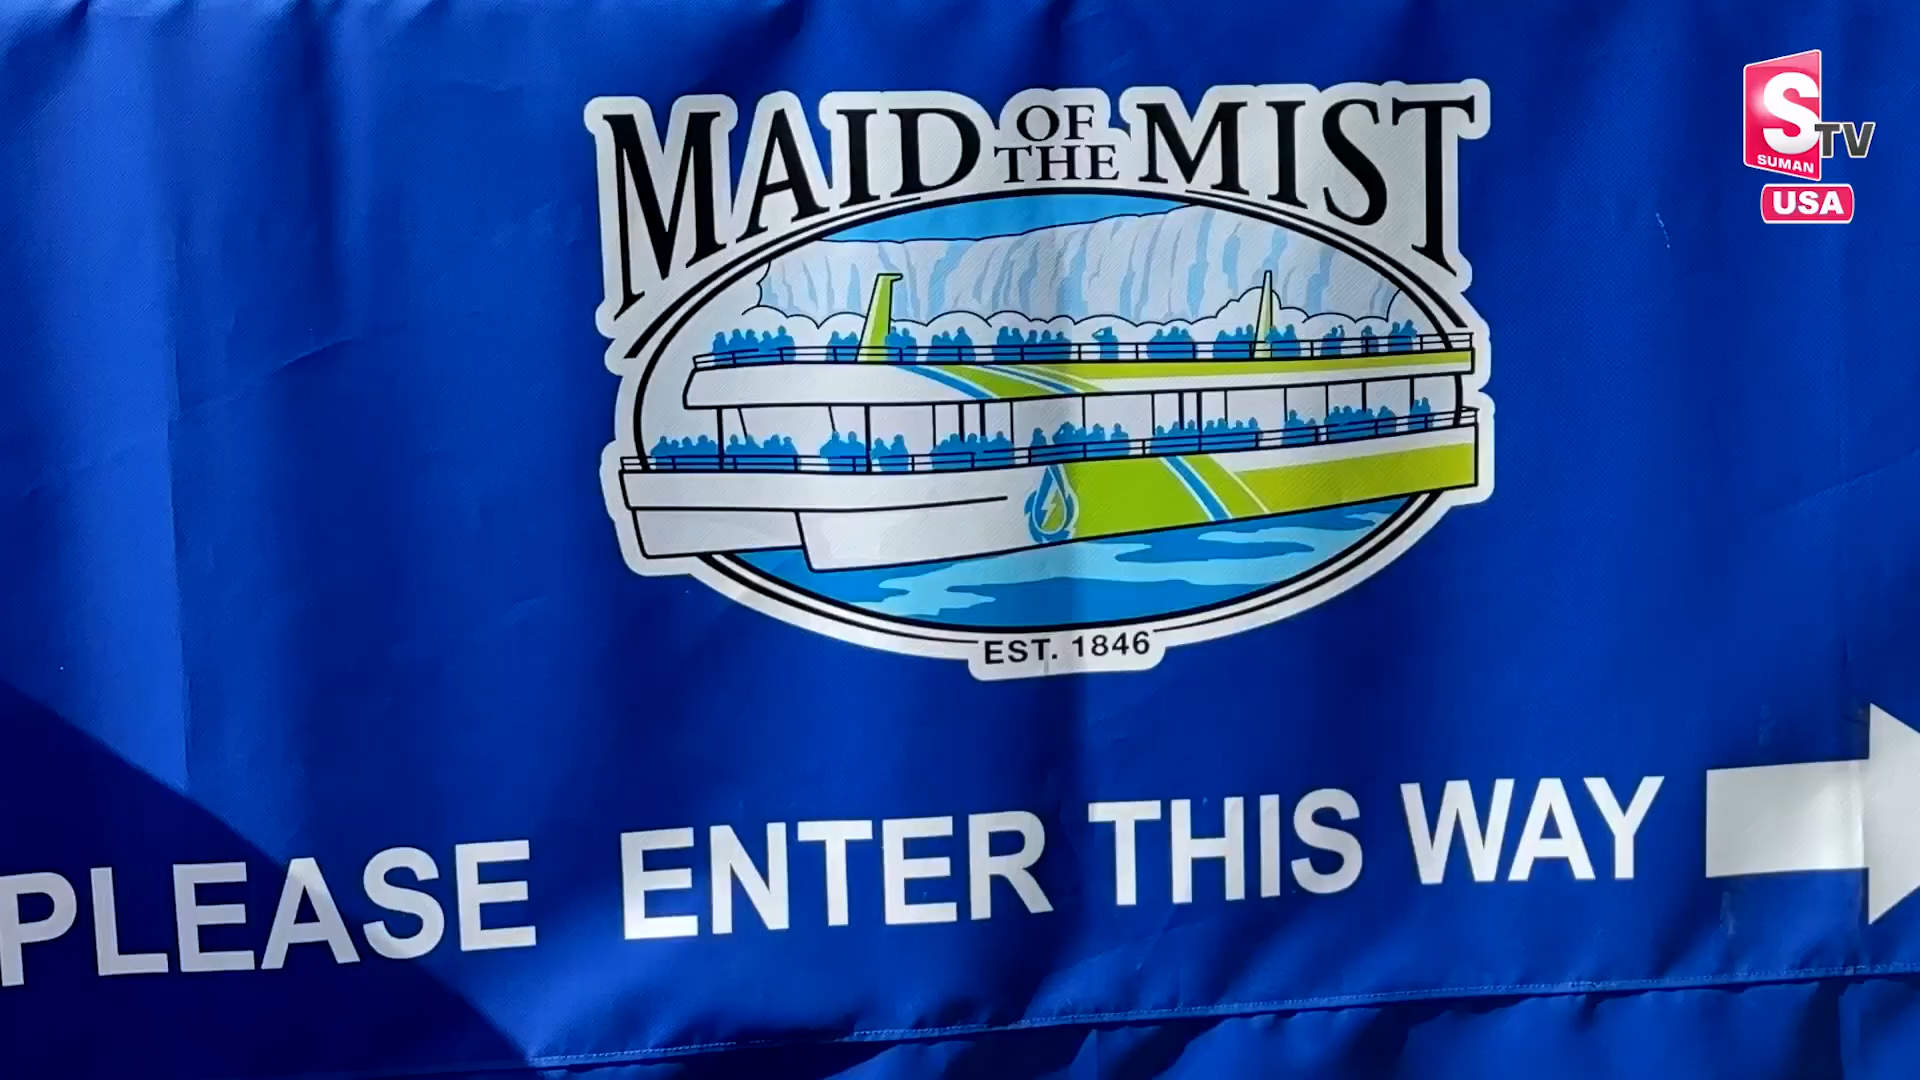 MAID OF THE MIST
EST. 1846
PLEASE ENTER THIS WAY
S TV
SUMAN
USA